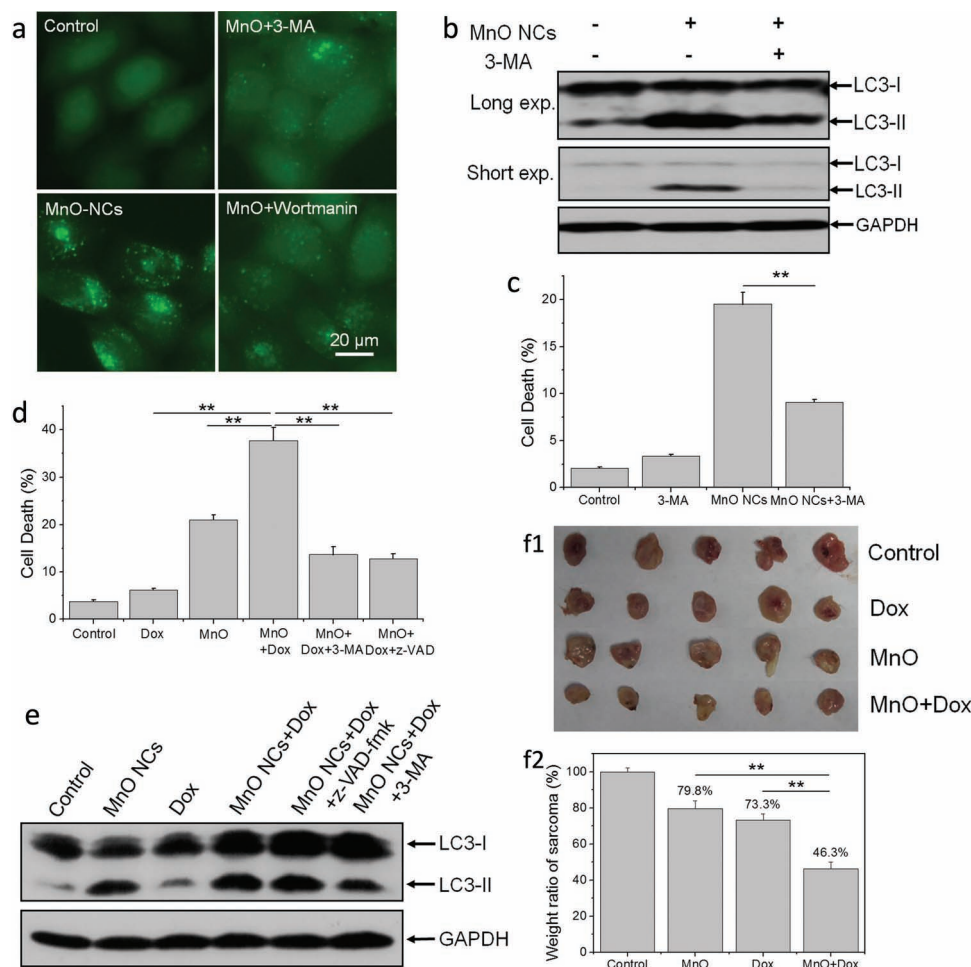 a
Control
MnO+3-MA
MnO-NCs
MnO+Wortmanin
20 µm
b
MnO NCs - + +
3-MA - - +
Long exp.
LC3-I
LC3-II
Short exp.
LC3-I
LC3-II
GAPDH
c
**
Cell Death (%)
20
15
10
5
0
Control
3-MA
MnO NCs
MnO NCs+3-MA
d
** **
** **
Cell Death (%)
40
30
20
10
0
Control
Dox
MnO
MnO
+Dox
MnO+
Dox+3-MA
MnO+
Dox+z-VAD
e
Control
MnO NCs
Dox
MnO NCs+Dox
MnO NCs+Dox
+z-VAD-fmk
MnO NCs+Dox
+3-MA
LC3-I
LC3-II
GAPDH
f1
Control
Dox
MnO
MnO+Dox
f2
**
**
Weight ratio of sarcoma (%)
100
80
60
40
20
0
79.8%
73.3%
46.3%
Control
MnO
Dox
MnO+Dox